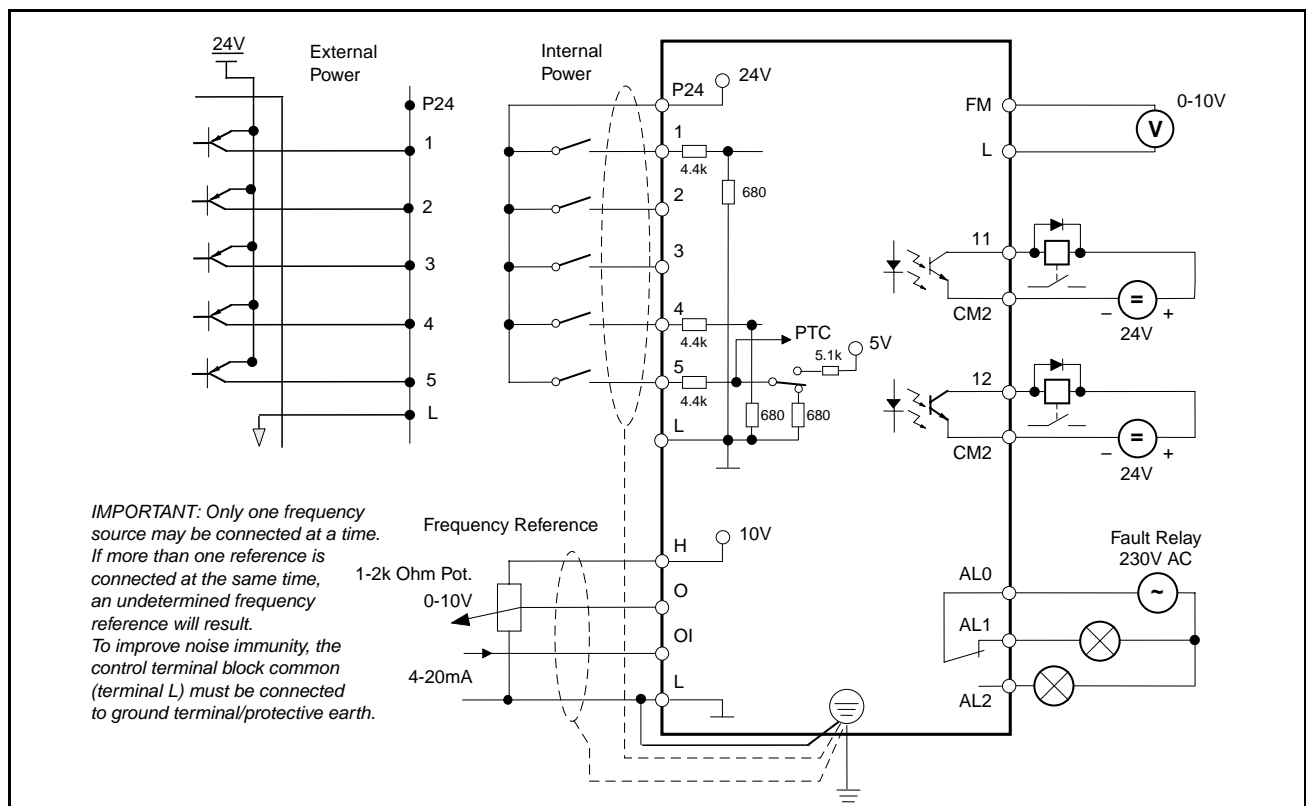 24V
External
Power
P24
1
2
3
4
5
L
Internal
Power
P24
24V
1
4.4k
680
2
3
4
4.4k
PTC
5.1k
5V
5
4.4k
680
680
L
FM
0-10V
V
L
11
CM2
=
– +
24V
12
CM2
=
– +
24V
IMPORTANT: Only one frequency
source may be connected at a time.
If more than one reference is
connected at the same time,
an undetermined frequency
reference will result.
To improve noise immunity, the
control terminal block common
(terminal L) must be connected
to ground terminal/protective earth.
Frequency Reference
1-2k Ohm Pot.
0-10V
4-20mA
H
10V
O
OI
L
Fault Relay
230V AC
AL0
~
AL1
AL2